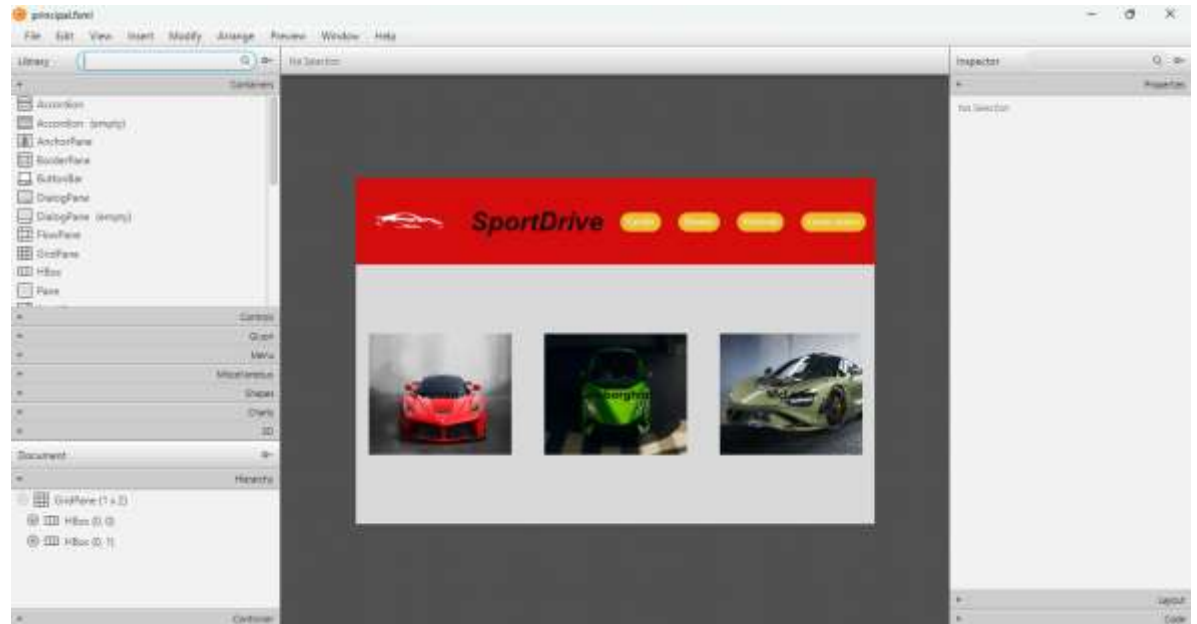 principal.fxml
File Edit View Insert Modify Arrange Preview Window Help
Library
No Selection
Inspector
Containers
Properties
Accordion
No Selection
Accordion (empty)
AnchorPane
BorderPane
ButtonBar
DialogPane
DialogPane (empty)
FlowPane
GridPane
HBox
Pane
SportDrive
Controls
Menu
Miscellaneous
Shapes
Charts
3D
Document
Hierarchy
GridPane (1 x 2)
HBox (0, 0)
HBox (0, 1)
Controller
Layout
Code